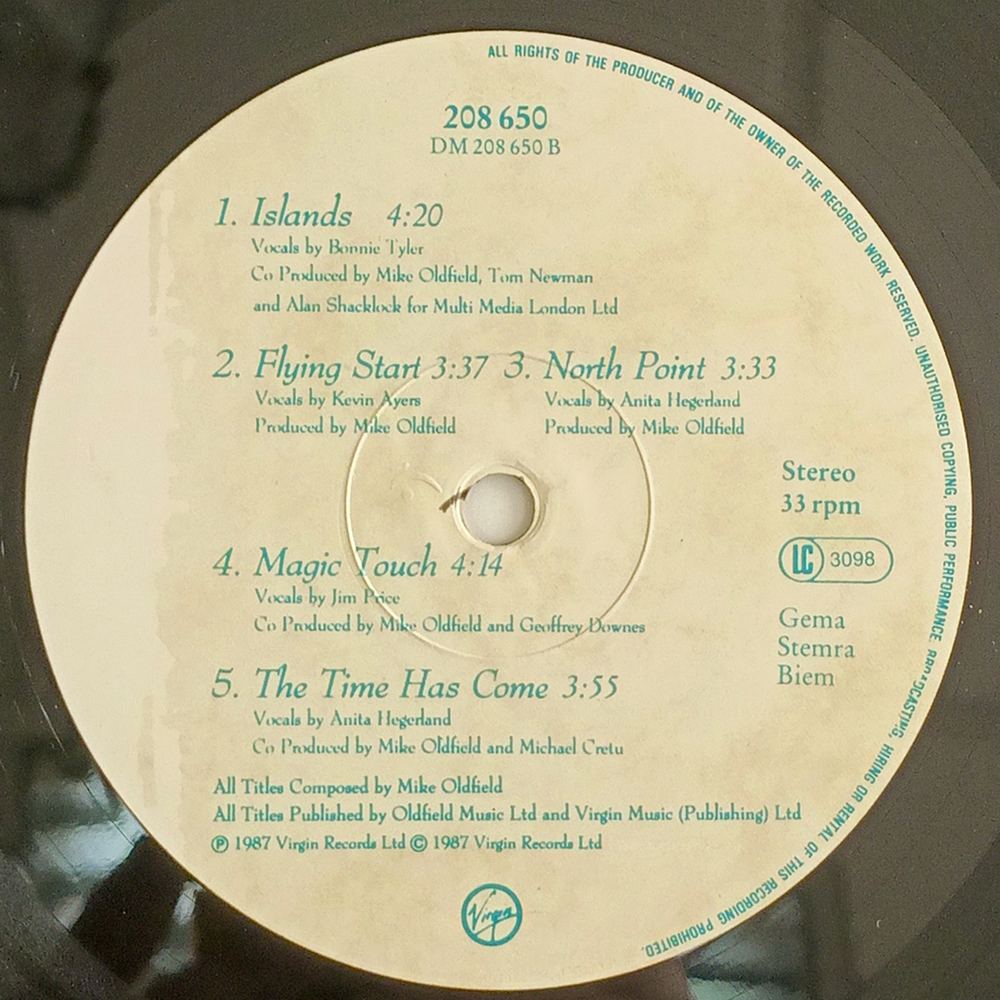 ALL RIGHTS OF THE PRODUCER AND OF THE OWNER OF THE RECORDED WORK RESERVED. UNAUTHORISED COPYING, PUBLIC PERFORMANCE, BROADCASTING, HIRING OR RENTAL OF THIS RECORDING PROHIBITED.
208 650
DM 208 650 B
1. Islands 4:20
Vocals by Bonnie Tyler
Co Produced by Mike Oldfield, Tom Newman
and Alan Shacklock for Multi Media London Ltd
2. Flying Start 3:37 3. North Point 3:33
Vocals by Kevin Ayers Vocals by Anita Hegerland
Produced by Mike Oldfield Produced by Mike Oldfield
Stereo
33 rpm
LC 3098
4. Magic Touch 4:14
Vocals by Jim Price
Co Produced by Mike Oldfield and Geoffrey Downes
Gema
Stemra
Biem
5. The Time Has Come 3:55
Vocals by Anita Hegerland
Co Produced by Mike Oldfield and Michael Cretu
All Titles Composed by Mike Oldfield
All Titles Published by Oldfield Music Ltd and Virgin Music (Publishing) Ltd
℗ 1987 Virgin Records Ltd © 1987 Virgin Records Ltd
Virgin